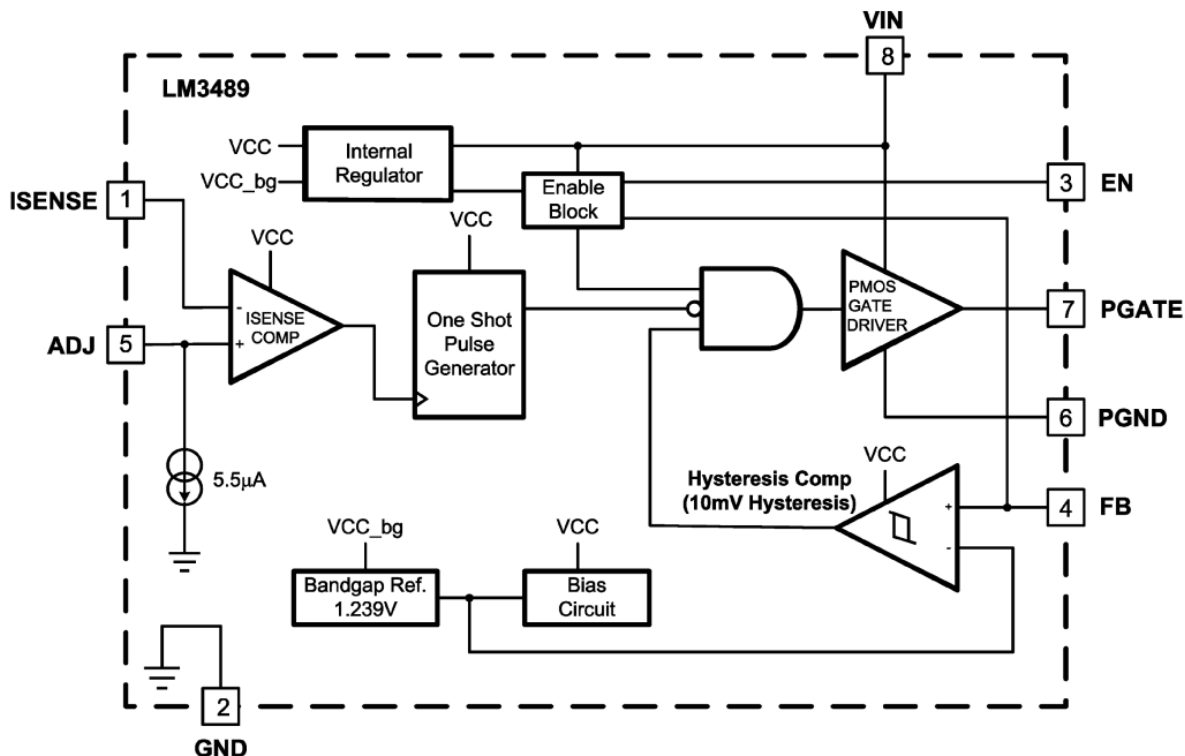 VIN
8
LM3489
VCC
VCC_bg
Internal
Regulator
Enable
Block
3
EN
ISENSE
1
VCC
VCC
-
ISENSE
COMP
+
ADJ
5
One Shot
Pulse
Generator
PMOS
GATE
DRIVER
7
PGATE
6
PGND
5.5μA
Hysteresis Comp
(10mV Hysteresis)
VCC
+
-
4
FB
VCC_bg
VCC
Bandgap Ref.
1.239V
Bias
Circuit
2
GND